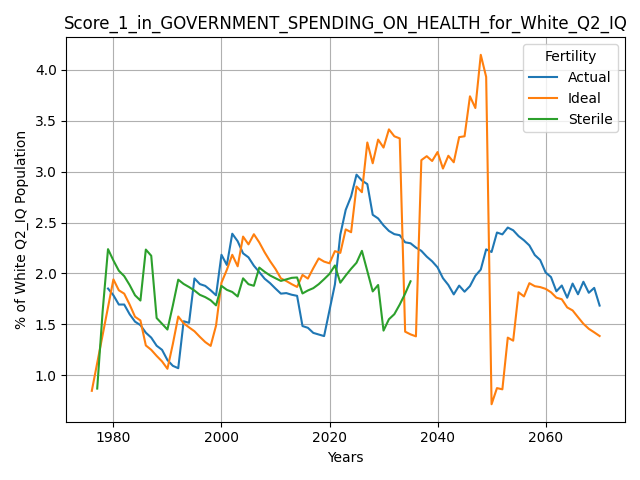 Score_1_in_GOVERNMENT_SPENDING_ON_HEALTH_for_White_Q2_IQ
Fertility
Actual
Ideal
Sterile
% of White Q2_IQ Population
4.0
3.5
3.0
2.5
2.0
1.5
1.0
1980
2000
2020
2040
2060
Years